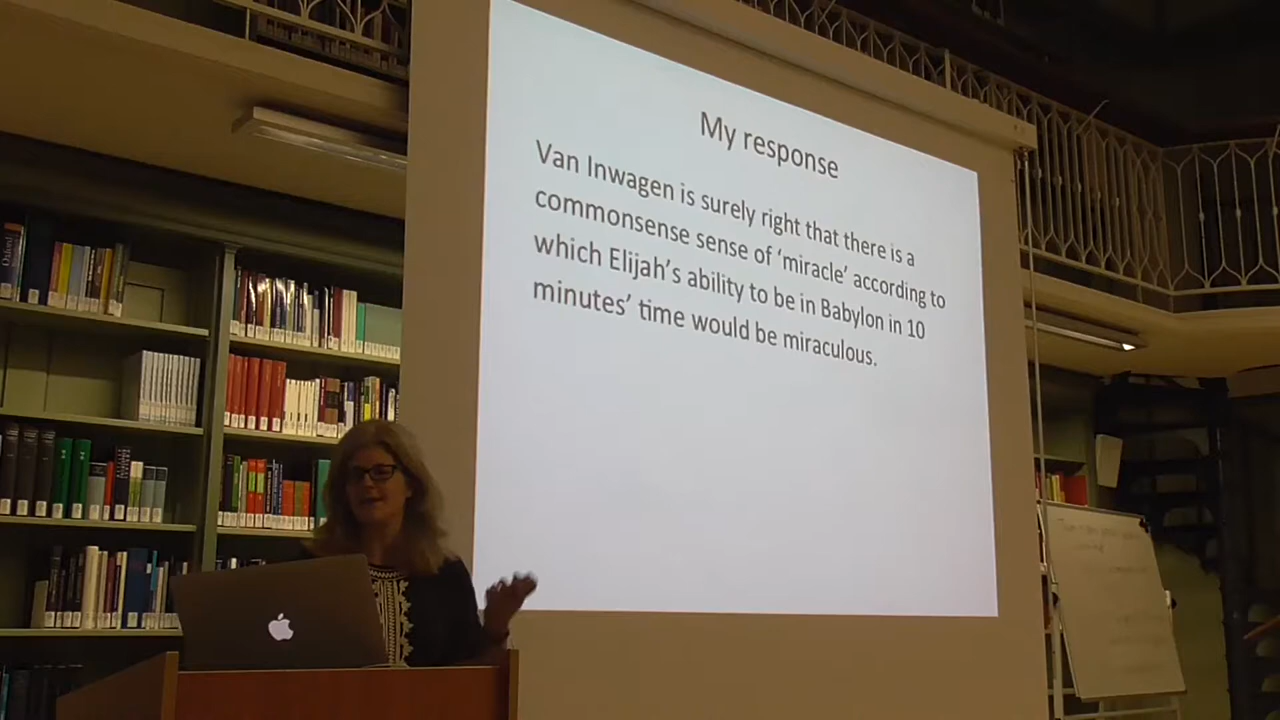 My response
Van Inwagen is surely right that there is a
commonsense sense of ‘miracle’ according to
which Elijah’s ability to be in Babylon in 10
minutes’ time would be miraculous.
Oxford